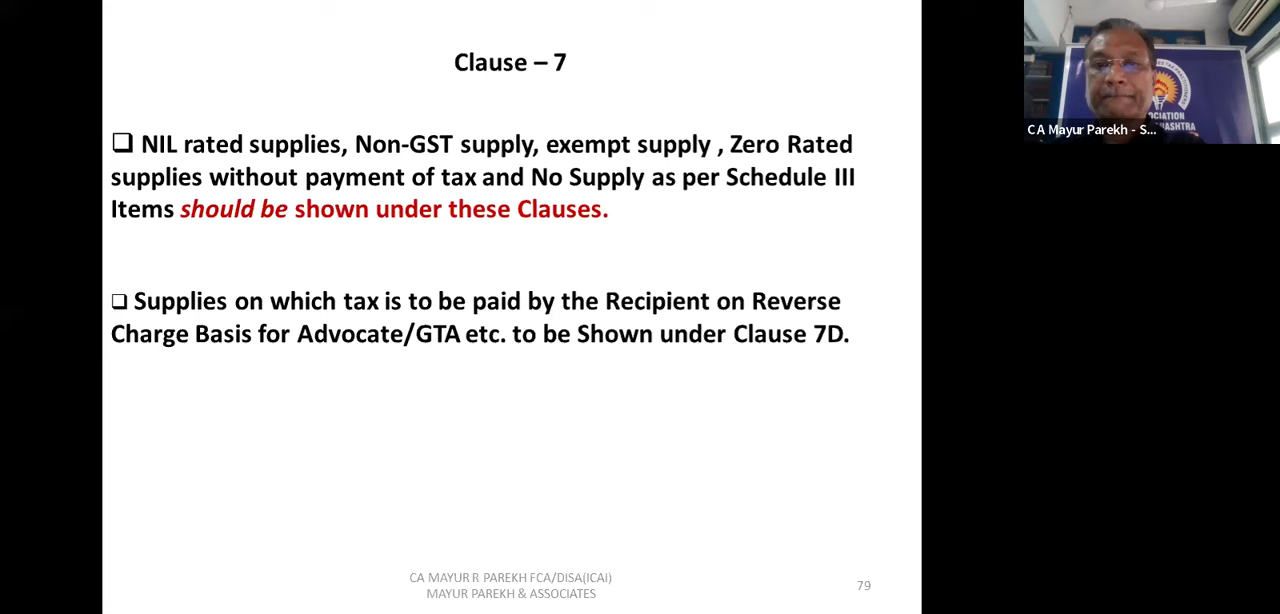 Clause – 7
❑ NIL rated supplies, Non-GST supply, exempt supply , Zero Rated
supplies without payment of tax and No Supply as per Schedule III
Items should be shown under these Clauses.
❑ Supplies on which tax is to be paid by the Recipient on Reverse
Charge Basis for Advocate/GTA etc. to be Shown under Clause 7D.
CA MAYUR R PAREKH FCA/DISA(ICAI)
MAYUR PAREKH & ASSOCIATES
79
CA Mayur Parekh - S...